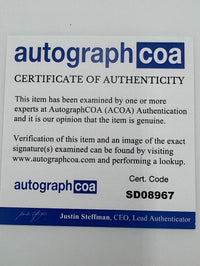 autographcoa
CERTIFICATE OF AUTHENTICITY
This item has been examined by one or more
experts at AutographCOA (ACOA) Authentication
and it is our opinion that the item is genuine.
Verification of this item and an image of the exact
signature(s) examined can be found by visiting
www.autographcoa.com and performing a lookup.
autographcoa
Cert. Code
SD08967
Justin Steffman, CEO, Lead Authenticator